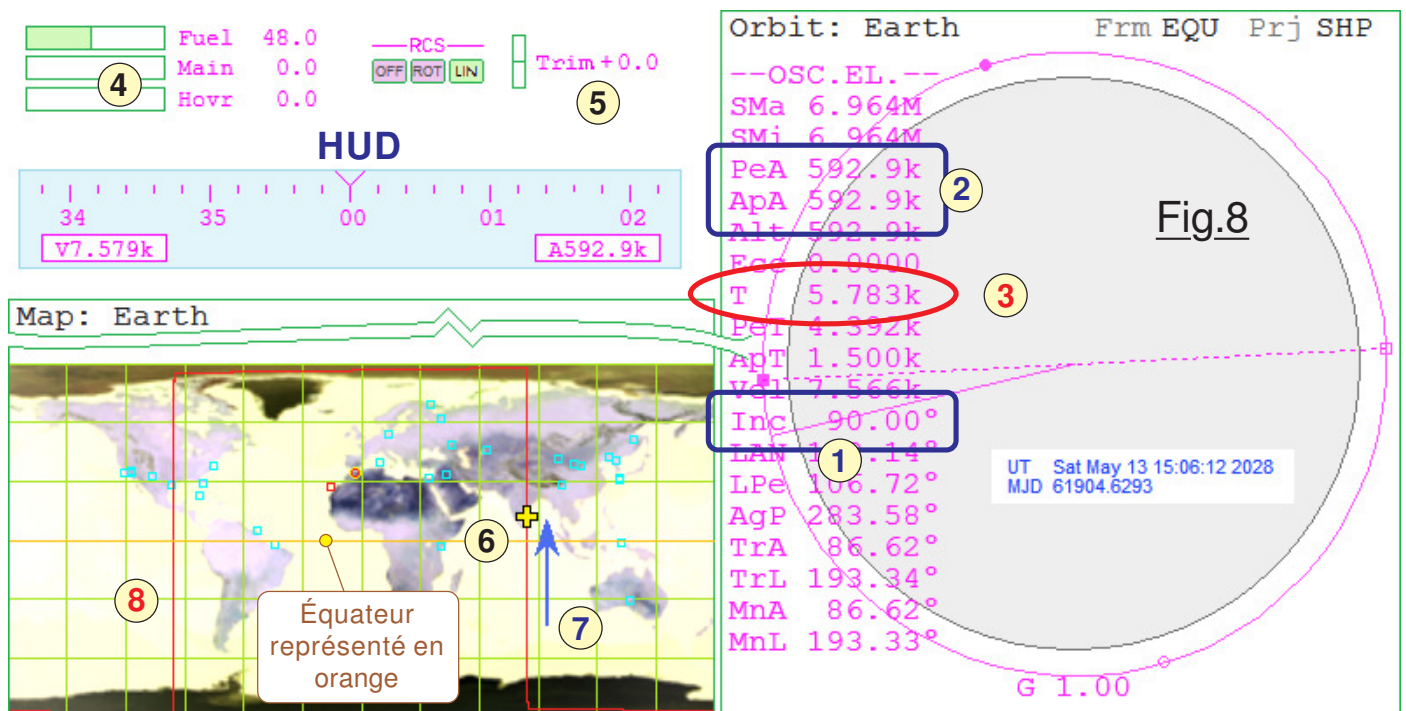 Fuel 48.0
Main 0.0
Hovr 0.0
4
RCS
OFF ROT LIN
Trim +0.0
5
HUD
34 35 00 01 02
V7.579k A592.9k
Map: Earth
6
7
8
Équateur
représenté en
orange
Orbit: Earth Frm EQU Prj SHP
--OSC.EL.--
SMa 6.964M
SMi 6.964M
PeA 592.9k
ApA 592.9k
2
Alt 592.9k
Ecc 0.0000
T 5.783k
3
PeT 4.392k
ApT 1.500k
Vel 7.566k
Inc 90.00°
1
LAN .14°
LPe 106.72°
AgP 283.58°
TrA 86.62°
TrL 193.34°
MnA 86.62°
MnL 193.33°
Fig.8
UT Sat May 13 15:06:12 2028
MJD 61904.6293
G 1.00